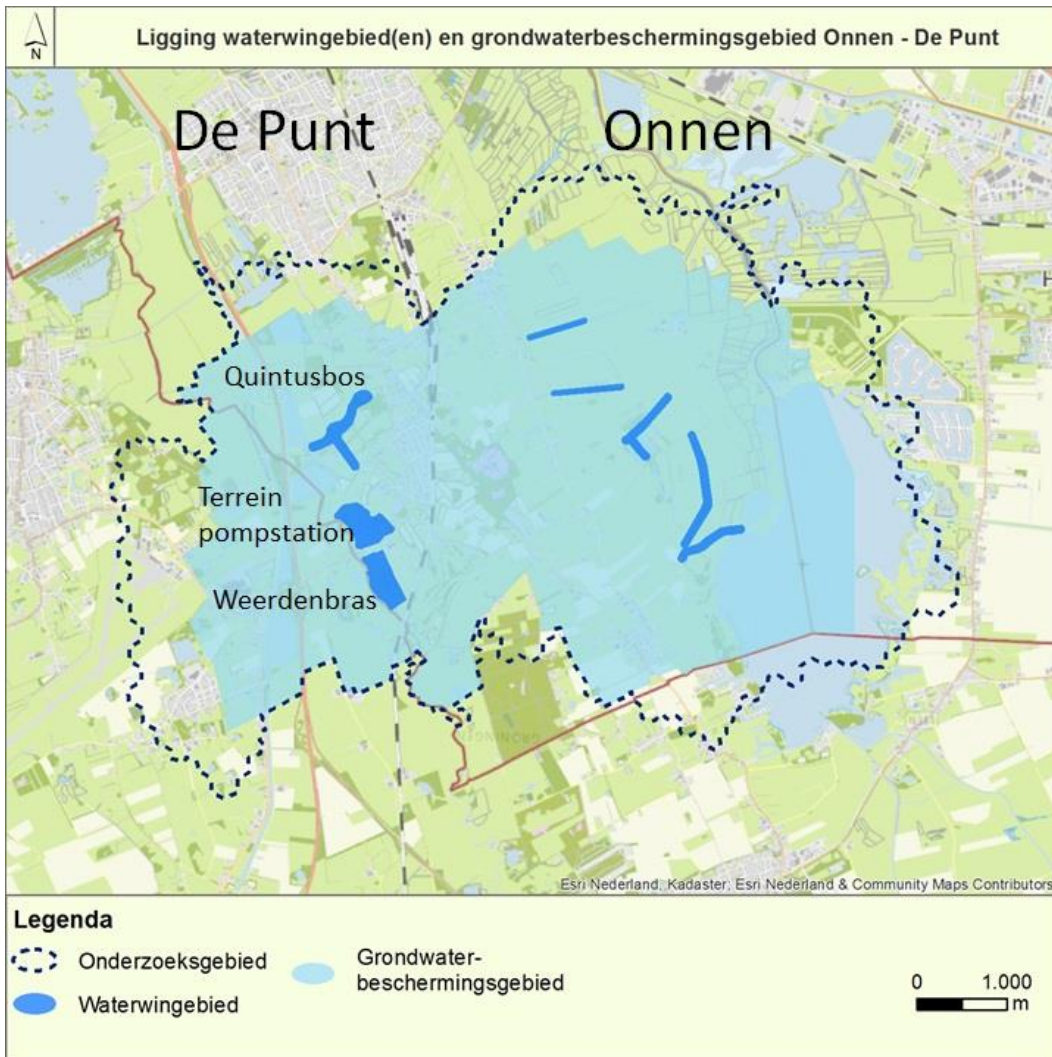 N
Ligging waterwingebied(en) en grondwaterbeschermingsgebied Onnen - De Punt
De Punt
Onnen
H
Quintusbos
Terrein
pompstation
Weerdenbras
Esri Nederland, Kadaster, Esri Nederland & Community Maps Contributors
Legenda
Onderzoeksgebied
Waterwingebied
Grondwater-
beschermingsgebied
0 1.000
m